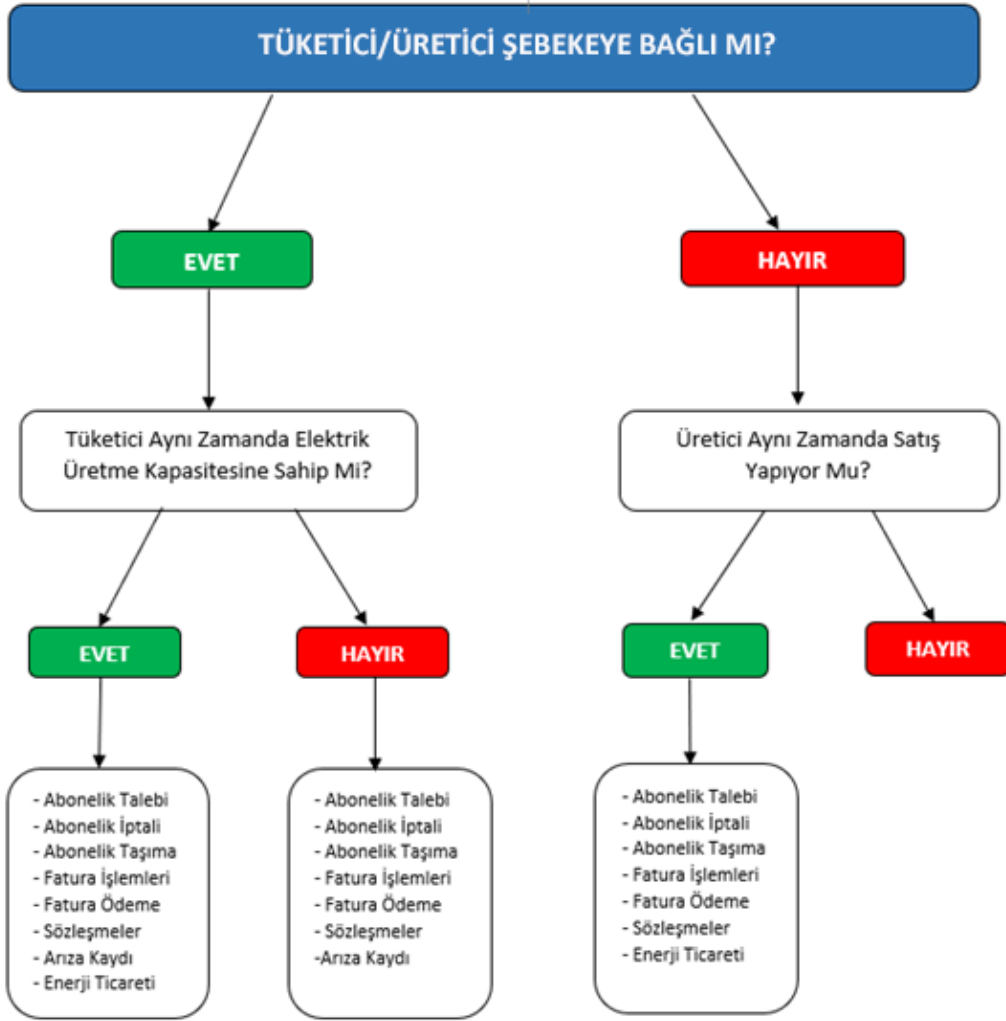 TÜKETİCİ/ÜRETİCİ ŞEBEKEYE BAĞLI MI?
EVET
HAYIR
Tüketici Aynı Zamanda Elektrik
Üretme Kapasitesine Sahip Mi?
Üretici Aynı Zamanda Satış
Yapıyor Mu?
EVET
HAYIR
EVET
HAYIR
- Abonelik Talebi
- Abonelik İptali
- Abonelik Taşıma
- Fatura İşlemleri
- Fatura Ödeme
- Sözleşmeler
- Arıza Kaydı
- Enerji Ticareti
- Abonelik Talebi
- Abonelik İptali
- Abonelik Taşıma
- Fatura İşlemleri
- Fatura Ödeme
- Sözleşmeler
-Arıza Kaydı
- Abonelik Talebi
- Abonelik İptali
- Abonelik Taşıma
- Fatura İşlemleri
- Fatura Ödeme
- Sözleşmeler
- Enerji Ticareti